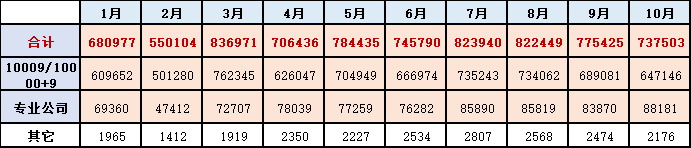 1月 2月 3月 4月 5月 6月 7月 8月 9月 10月
合计 680977 550104 836971 706436 784435 745790 823940 822449 775425 737503
10009/100
00+9 609652 501280 762345 626047 704949 666974 735243 734062 689081 647146
专业公司 69360 47412 72707 78039 77259 76282 85890 85819 83870 88181
其它 1965 1412 1919 2350 2227 2534 2807 2568 2474 2176